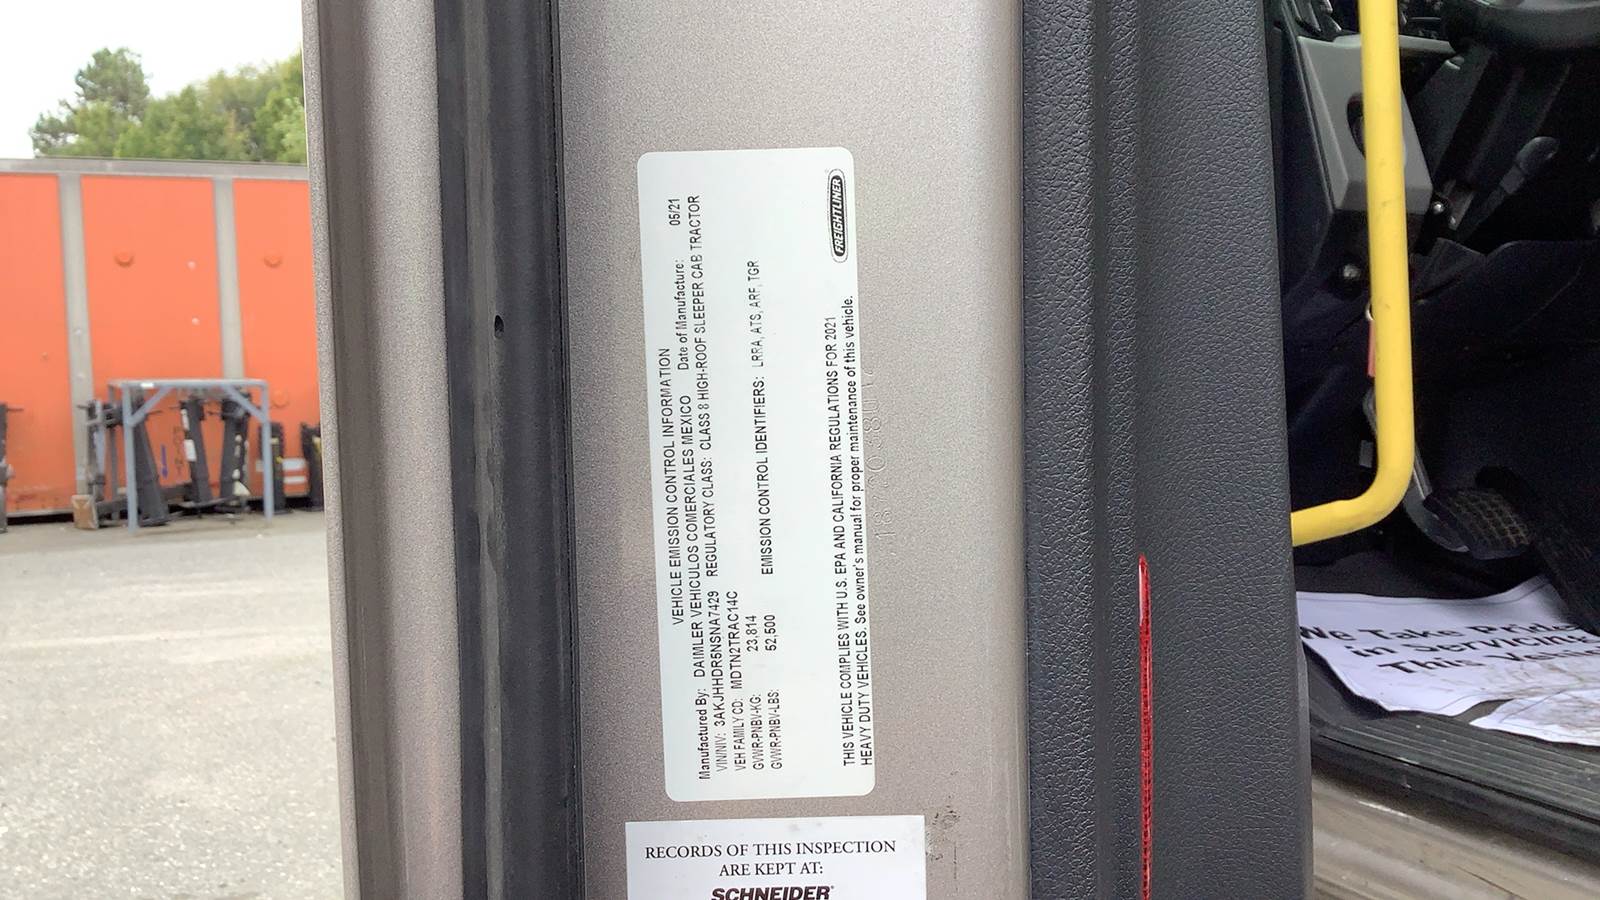 VEHICLE EMISSION CONTROL INFORMATION
Manufactured By: DAIMLER VEHICULOS COMERCIALES MEXICO Date of Manufacture: 05/21
VIN/NIV: 3AKJHHDR5NSNA7429 REGULATORY CLASS: CLASS 8 HIGH-ROOF SLEEPER CAB TRACTOR
VEH FAMILY CD: MDTN2TRAC14C
GVWR-PNBV-KG: 23,814
GVWR-PNBV-LBS: 52,500 EMISSION CONTROL IDENTIFIERS: LRRA, ATS, ARF, TGR
THIS VEHICLE COMPLIES WITH U.S. EPA AND CALIFORNIA REGULATIONS FOR 2021
HEAVY DUTY VEHICLES. See owner's manual for proper maintenance of this vehicle.
FREIGHTLINER
RECORDS OF THIS INSPECTION
ARE KEPT AT:
SCHNEIDER
We Take Pride
in Servicing
This